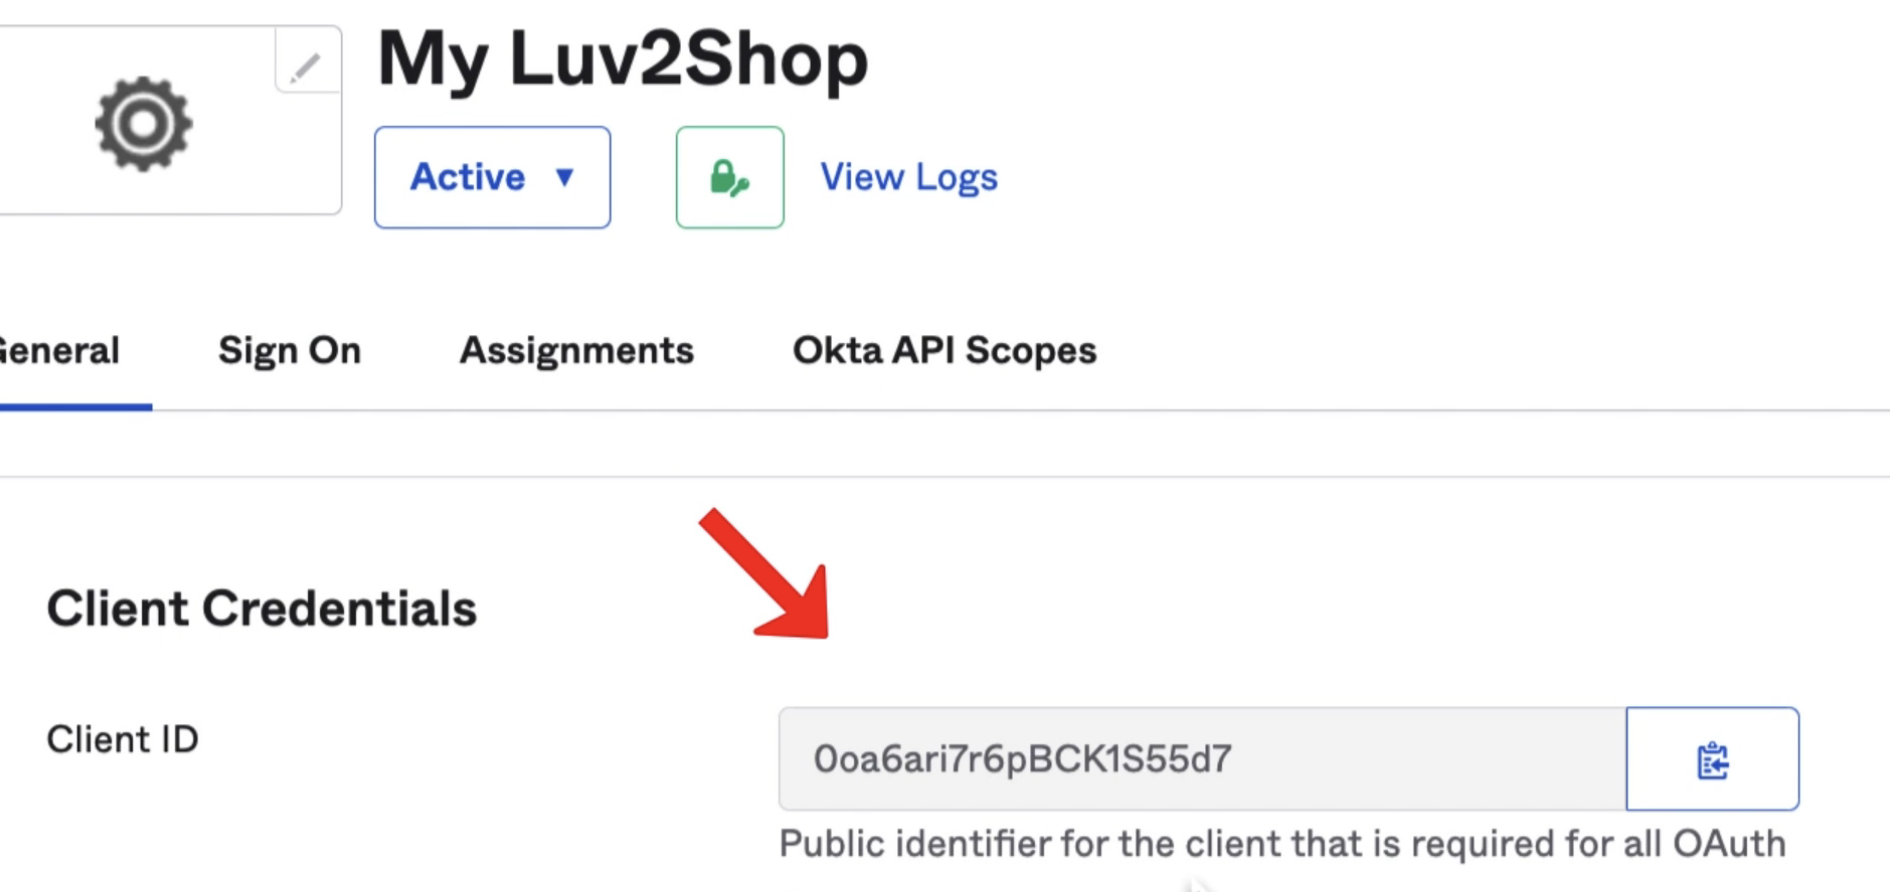 My Luv2Shop
Active
View Logs
General Sign On Assignments Okta API Scopes
Client Credentials
Client ID
0oa6ari7r6pBCK1S55d7
Public identifier for the client that is required for all OAuth